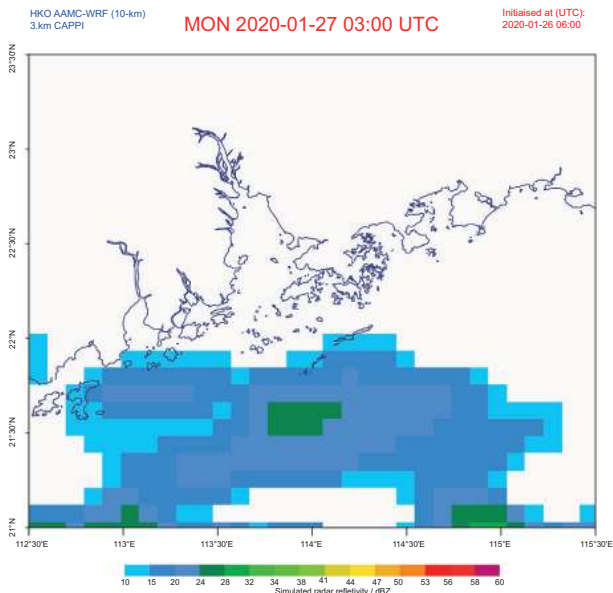 HKO AAMC-WRF (10-km)
3.km CAPPI
MON 2020-01-27 03:00 UTC
Initiaised at (UTC):
2020-01-26 06:00
23°30'N
23°N
22°30'N
22°N
21°30'N
21°N
112°30'E
113°E
113°30'E
114°E
114°30'E
115°E
115°30'E
10 15 20 24 28 32 34 38 41 44 47 50 53 56 58 60
Simulated radar refletivity / dBZ